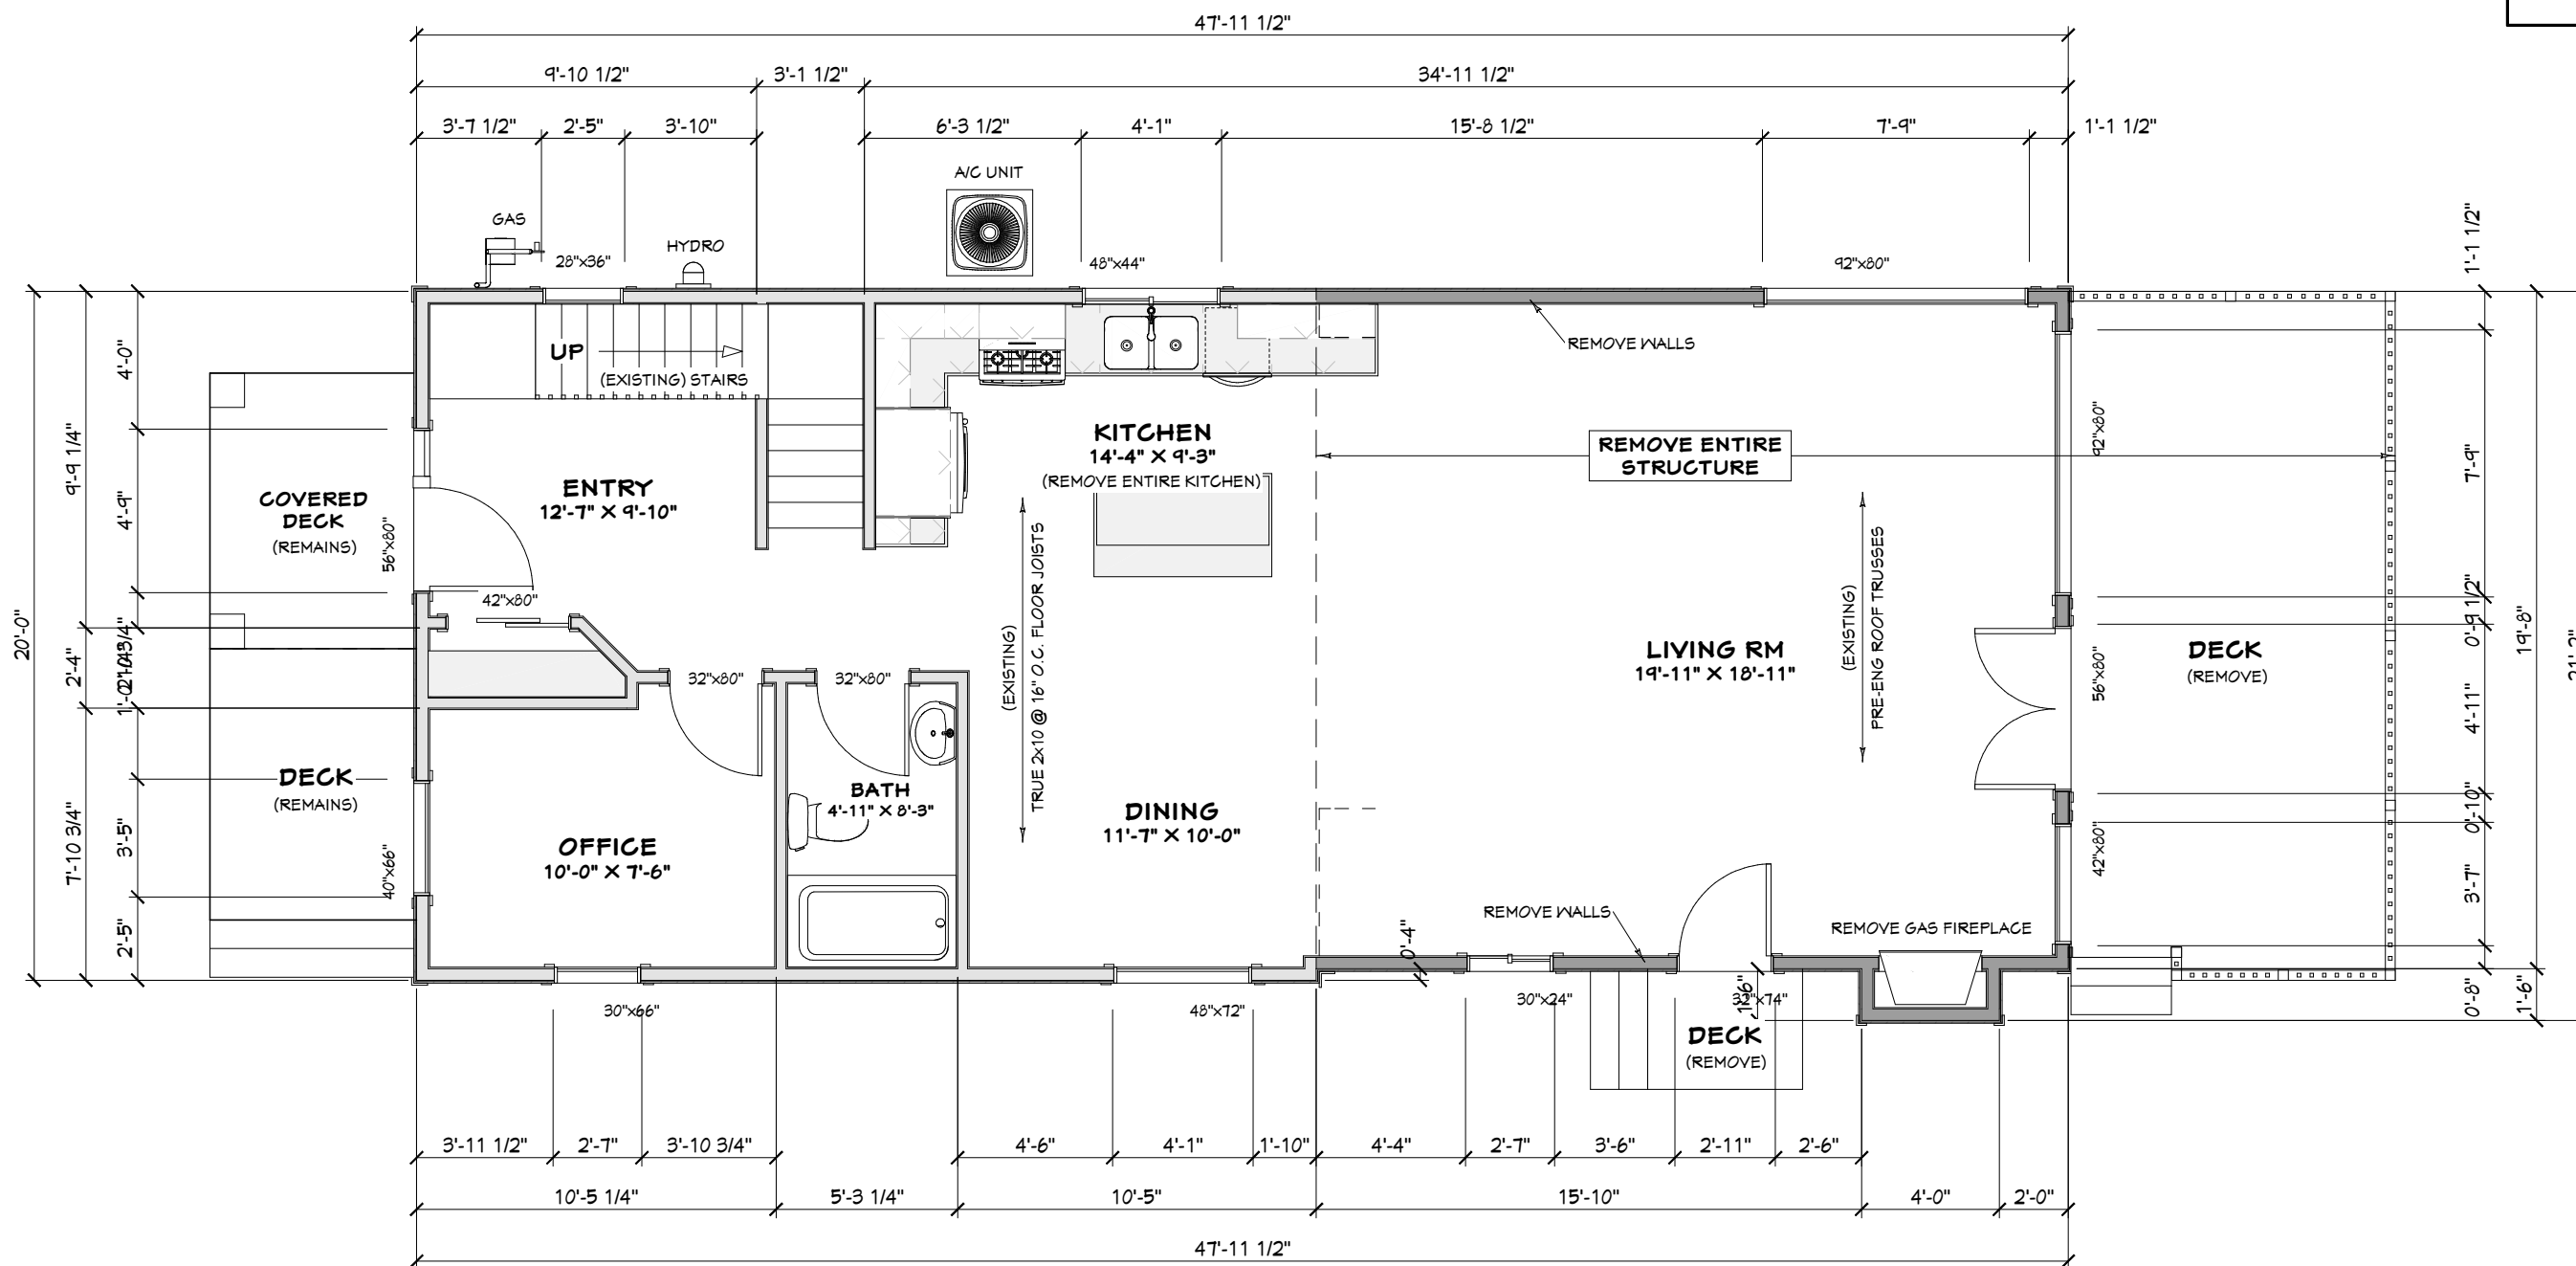 47'-11 1/2"
9'-10 1/2"
3'-1 1/2"
34'-11 1/2"
3'-7 1/2"
2'-5"
3'-10"
6'-3 1/2"
4'-1"
15'-8 1/2"
7'-9"
1'-1 1/2"
A/C UNIT
GAS
HYDRO
28"x36"
48"x44"
92"x80"
1'-11 1/2"
UP
(EXISTING) STAIRS
REMOVE WALLS
4'-0"
9'-9 1/4"
4'-9"
20'-0"
2'-4"
7'-10 3/4"
3'-5"
2'-5"
COVERED
DECK
(REMAINS)
56"x80"
ENTRY
12'-7" X 9'-10"
42"x80"
KITCHEN
14'-4" X 9'-3"
(REMOVE ENTIRE KITCHEN)
REMOVE ENTIRE
STRUCTURE
92"x80"
7'-9"
(EXISTING)
TRUE 2x10 @ 16" O.C. FLOOR JOISTS
(EXISTING)
PRE-ENG ROOF TRUSSES
LIVING RM
19'-11" X 18'-11"
DECK
(REMOVE)
0'-9 1/2"
19'-8"
56"x80"
4'-11"
0'-10"
42"x80"
3'-7"
0'-8"
1'-6"
32"x80"
32"x80"
DECK
(REMAINS)
40"x66"
OFFICE
10'-0" X 7'-6"
BATH
4'-11" X 8'-3"
DINING
11'-7" X 10'-0"
REMOVE WALLS
REMOVE GAS FIREPLACE
0'-4"
30"x66"
48"x72"
30"x24"
32"x74"
1'-6"
DECK
(REMOVE)
3'-11 1/2"
2'-7"
3'-10 3/4"
4'-6"
4'-1"
1'-10"
4'-4"
2'-7"
3'-6"
2'-11"
2'-6"
10'-5 1/4"
5'-3 1/4"
10'-5"
15'-10"
4'-0"
2'-0"
47'-11 1/2"